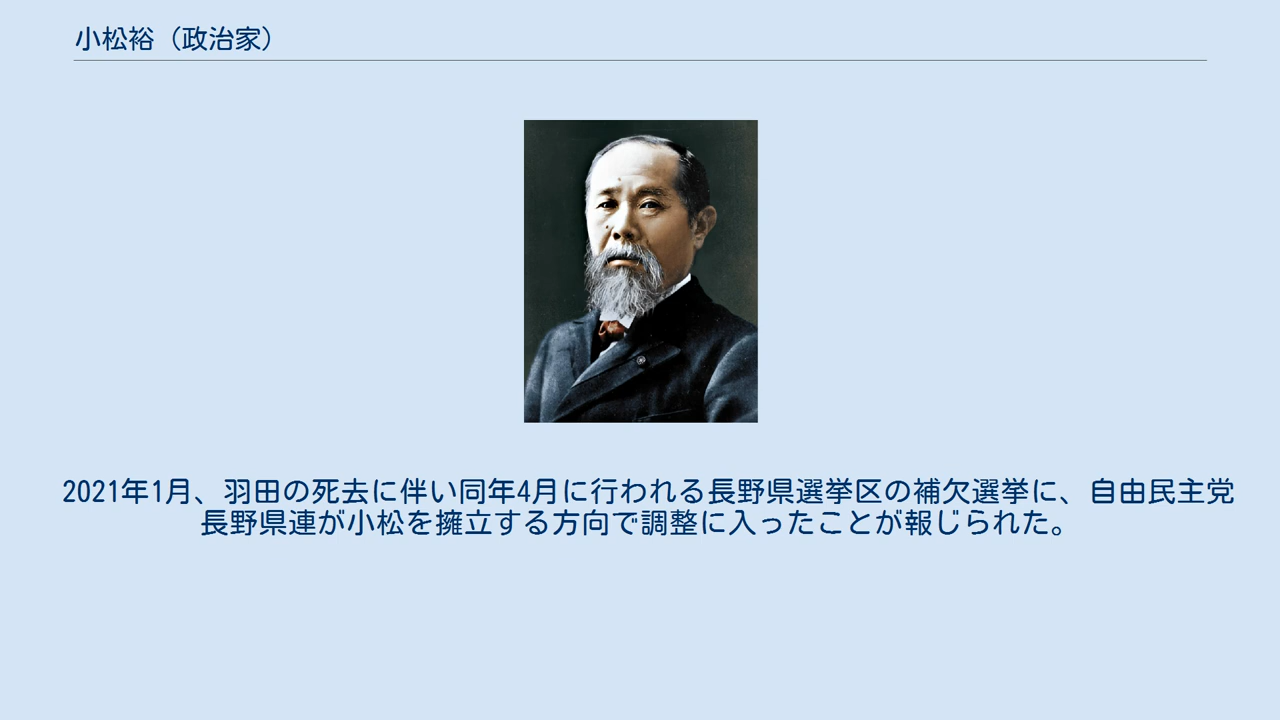 小松裕（政治家）
2021年1月、羽田の死去に伴い同年4月に行われる長野県選挙区の補欠選挙に、自由民主党
長野県連が小松を擁立する方向で調整に入ったことが報じられた。